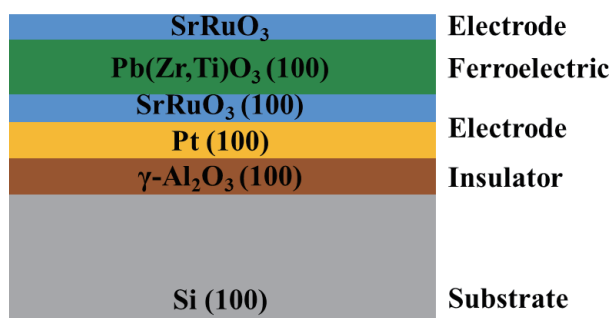 SrRuO₃ Electrode
Pb(Zr,Ti)O₃ (100) Ferroelectric
SrRuO₃ (100)
Electrode
Pt (100)
γ-Al₂O₃ (100) Insulator
Si (100) Substrate